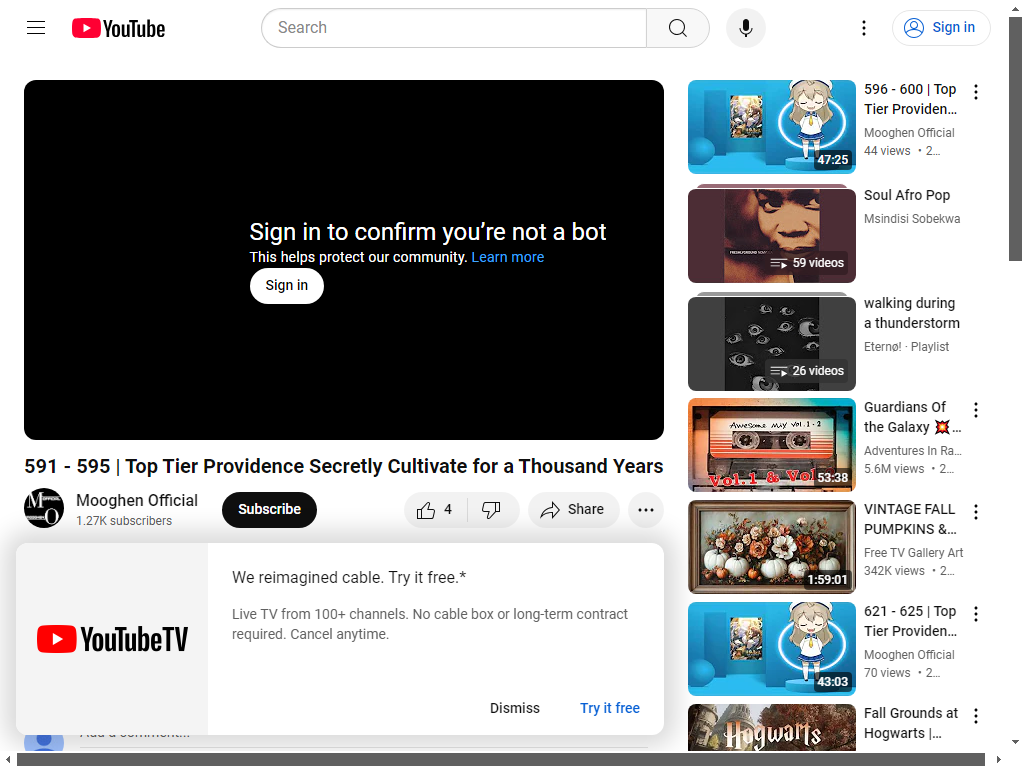 YouTube
Search
Sign in
Sign in to confirm you’re not a bot
This helps protect our community. Learn more
Sign in
591 - 595 | Top Tier Providence Secretly Cultivate for a Thousand Years
Mooghen Official
1.27K subscribers
Subscribe
4
Share
We reimagined cable. Try it free.*
Live TV from 100+ channels. No cable box or long-term contract
required. Cancel anytime.
YouTubeTV
Dismiss
Try it free
Add a comment...
596 - 600 | Top
Tier Providen...
Mooghen Official
44 views • 2...
47:25
Soul Afro Pop
Msindisi Sobekwa
59 videos
walking during
a thunderstorm
Eternø! · Playlist
26 videos
Guardians Of
the Galaxy 💥...
Adventures In Ra...
5.6M views • 2...
Awesome Mix Vol. 1 - 2
Vol.1 & Vol
53:38
VINTAGE FALL
PUMPKINS &...
Free TV Gallery Art
342K views • 2...
1:59:01
621 - 625 | Top
Tier Providen...
Mooghen Official
70 views • 2...
43:03
Fall Grounds at
Hogwarts |...
Hogwarts